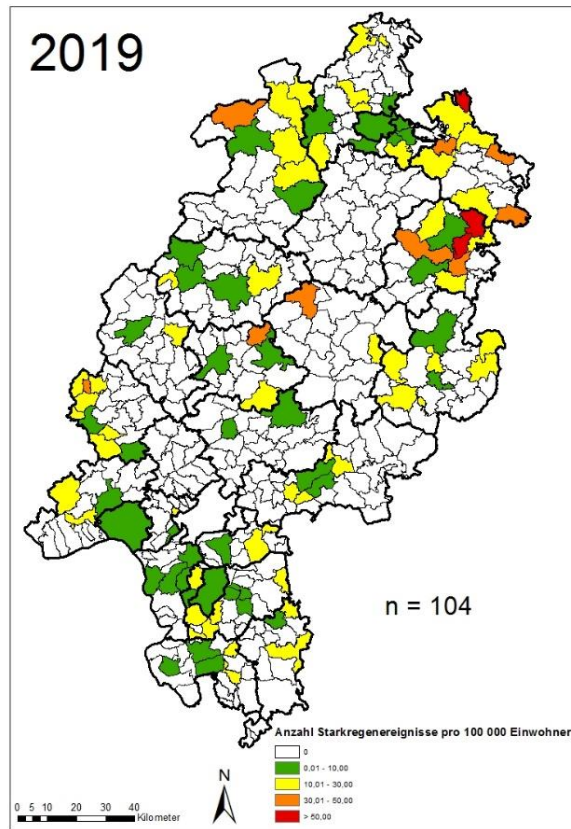 2019
n = 104
Anzahl Starkregenereignisse pro 100 000 Einwohner
0
0,01 - 10,00
10,01 - 30,00
30,01 - 50,00
> 50,00
N
0 5 10 20 30 40
Kilometer